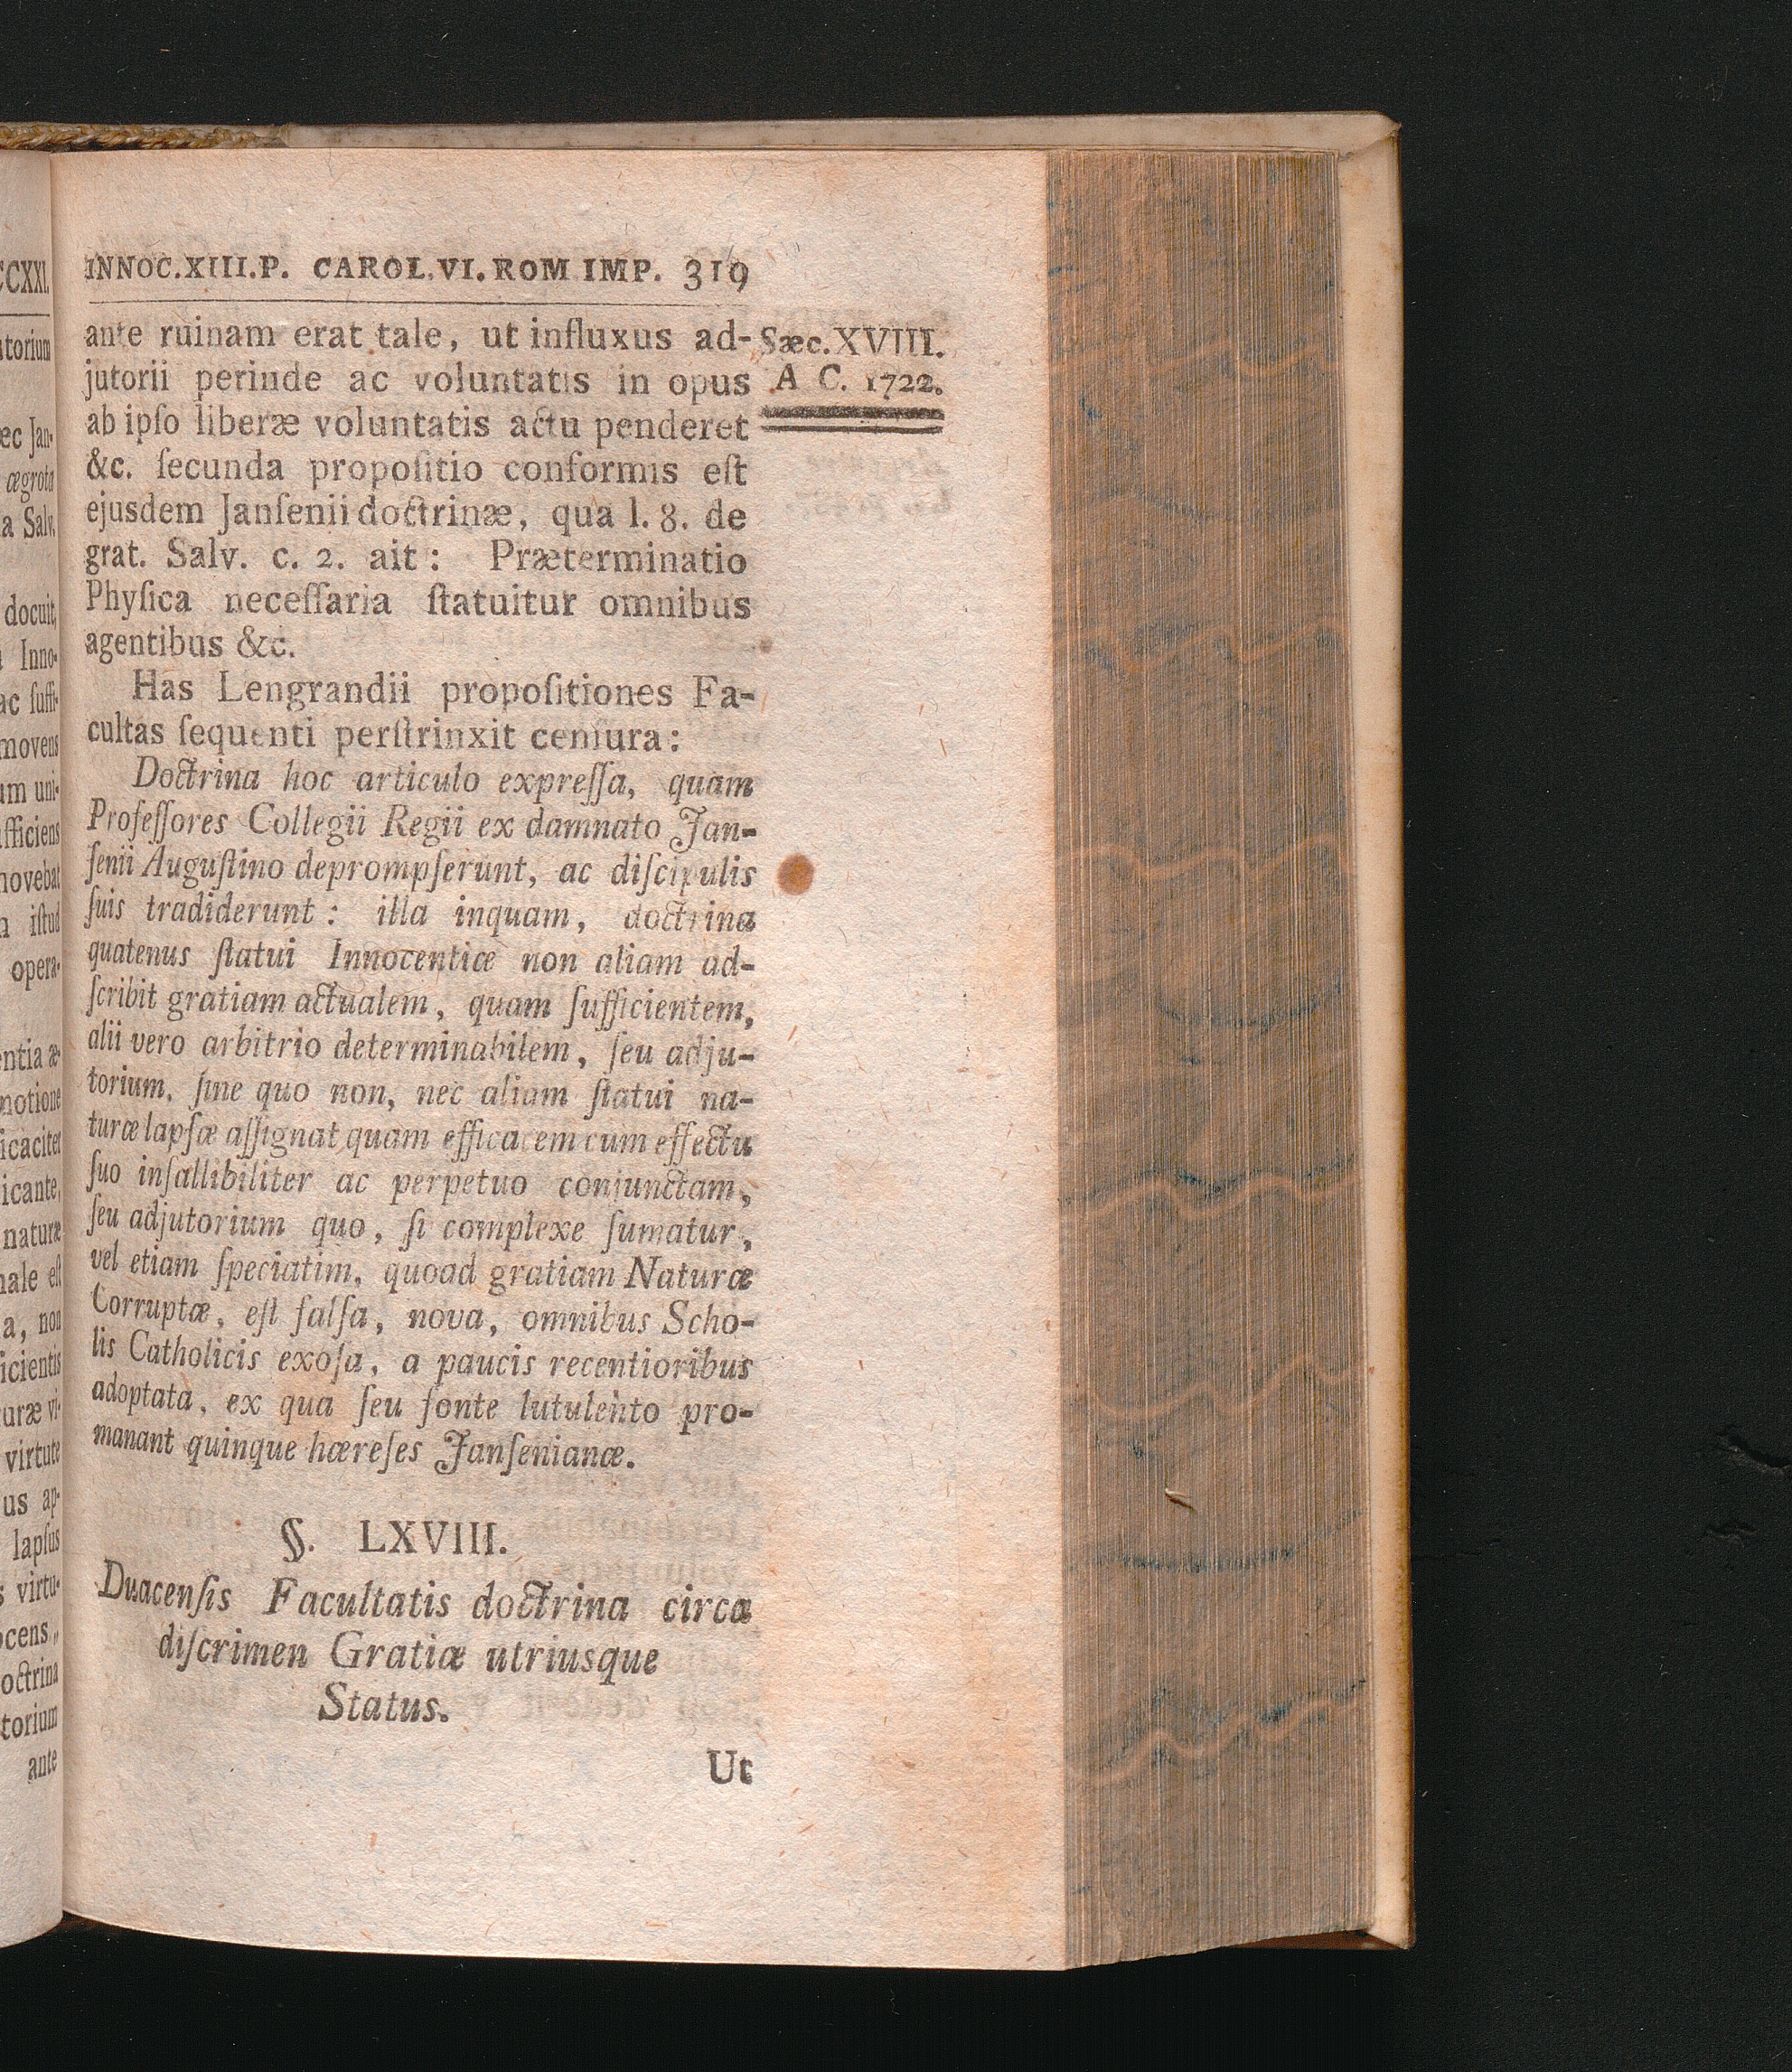 INNOC.XIII.P. CAROL.VI.ROM IMP. 319
Sæc.XVIII.
A C. 1722.
ante ruinam erat tale, ut influxus ad-
jutorii perinde ac voluntatis in opus
ab ipſo liberæ voluntatis actu penderet
&c. ſecunda propoſitio conformis eſt
ejusdem Janſenii doctrinæ, qua l. 8. de
grat. Salv. c. 2. ait: Præterminatio
Phyſica neceſſaria ſtatuitur omnibus
agentibus &c.
Has Lengrandii propoſitiones Fa-
cultas ſequenti perſtrinxit cenſura:
Doctrina hoc articulo expreſſa, quam
Profeſſores Collegii Regii ex damnato Jan-
ſenii Auguſtino deprompſerunt, ac diſcipulis
ſuis tradiderunt: illa inquam, doctrina
quatenus ſtatui Innocentiæ non aliam ad-
ſcribit gratiam actualem, quam ſufficientem,
alii vero arbitrio determinabilem, ſeu adju-
torium, ſine quo non, nec aliam ſtatui na-
turæ lapſæ aſſignat quam efficacem cum effectu
ſuo inſallibiliter ac perpetuo conjunctam,
ſeu adjutorium quo, ſi complexe ſumatur,
vel etiam ſpeciatim, quoad gratiam Naturæ
Corruptæ, eſt falſa, nova, omnibus Scho-
lis Catholicis exoſa, a paucis recentioribus
adoptata, ex qua ſeu fonte lutulento pro-
manant quinque hæreſes Janſenianæ.
§. LXVIII.
Duacenſis Facultatis doctrina circa
diſcrimen Gratiæ utriusque
Status.
Ut